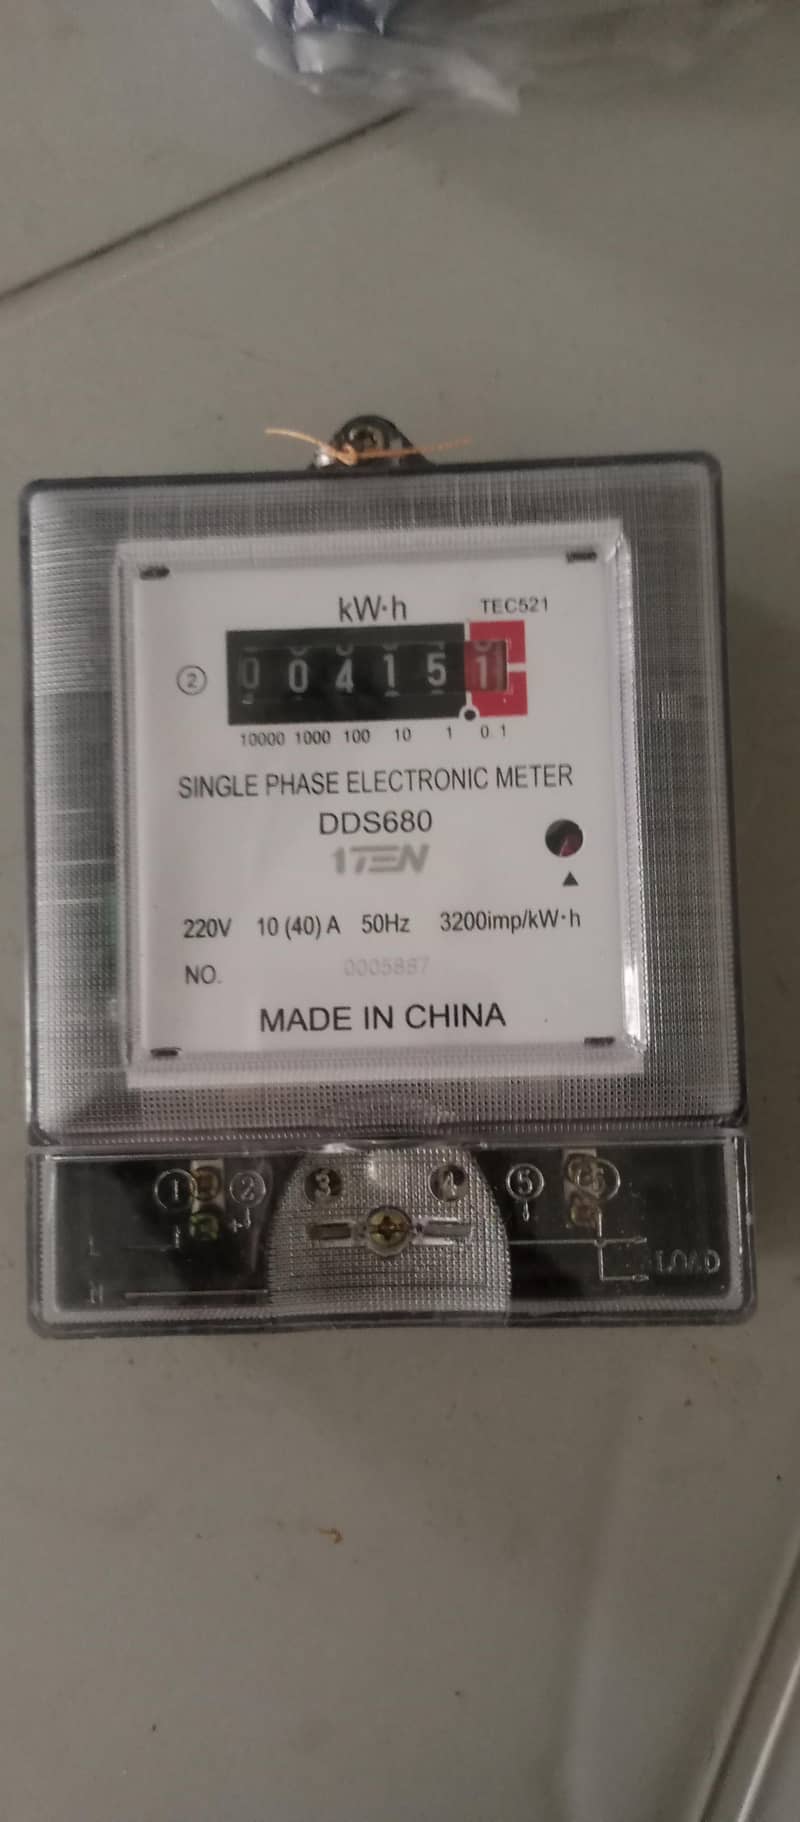 kW·h TEC521
2 0 0 4 1 5 1
10000 1000 100 10 1 0.1
SINGLE PHASE ELECTRONIC METER
DDS680
1TEN
220V 10 (40) A 50Hz 3200imp/kW·h
NO. 0005887
MADE IN CHINA
1 2 3 4 5 6
L
N
LOAD